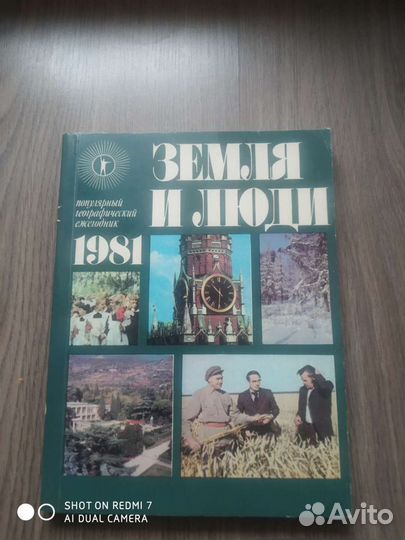 ЗЕМЛЯ
И ЛЮДИ
популярный
географический
ежегодник
1981
SHOT ON REDMI 7
AI DUAL CAMERA
Avito